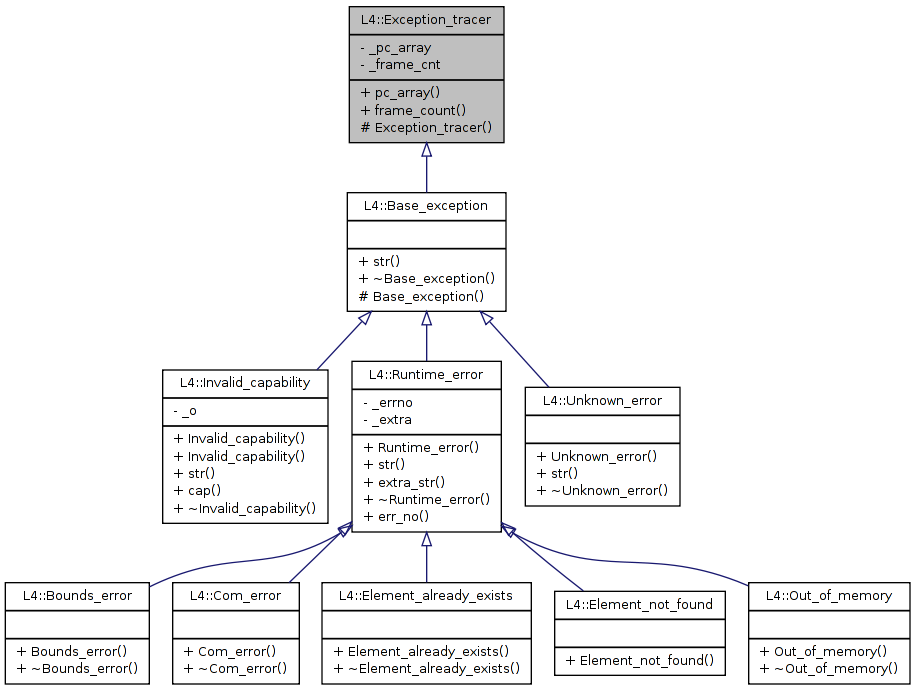 L4::Exception_tracer
- _pc_array
- _frame_cnt
+ pc_array()
+ frame_count()
# Exception_tracer()
L4::Base_exception
+ str()
+ ~Base_exception()
# Base_exception()
L4::Invalid_capability
- _o
+ Invalid_capability()
+ Invalid_capability()
+ str()
+ cap()
+ ~Invalid_capability()
L4::Runtime_error
- _errno
- _extra
+ Runtime_error()
+ str()
+ extra_str()
+ ~Runtime_error()
+ err_no()
L4::Unknown_error
+ Unknown_error()
+ str()
+ ~Unknown_error()
L4::Bounds_error
+ Bounds_error()
+ ~Bounds_error()
L4::Com_error
+ Com_error()
+ ~Com_error()
L4::Element_already_exists
+ Element_already_exists()
+ ~Element_already_exists()
L4::Element_not_found
+ Element_not_found()
L4::Out_of_memory
+ Out_of_memory()
+ ~Out_of_memory()